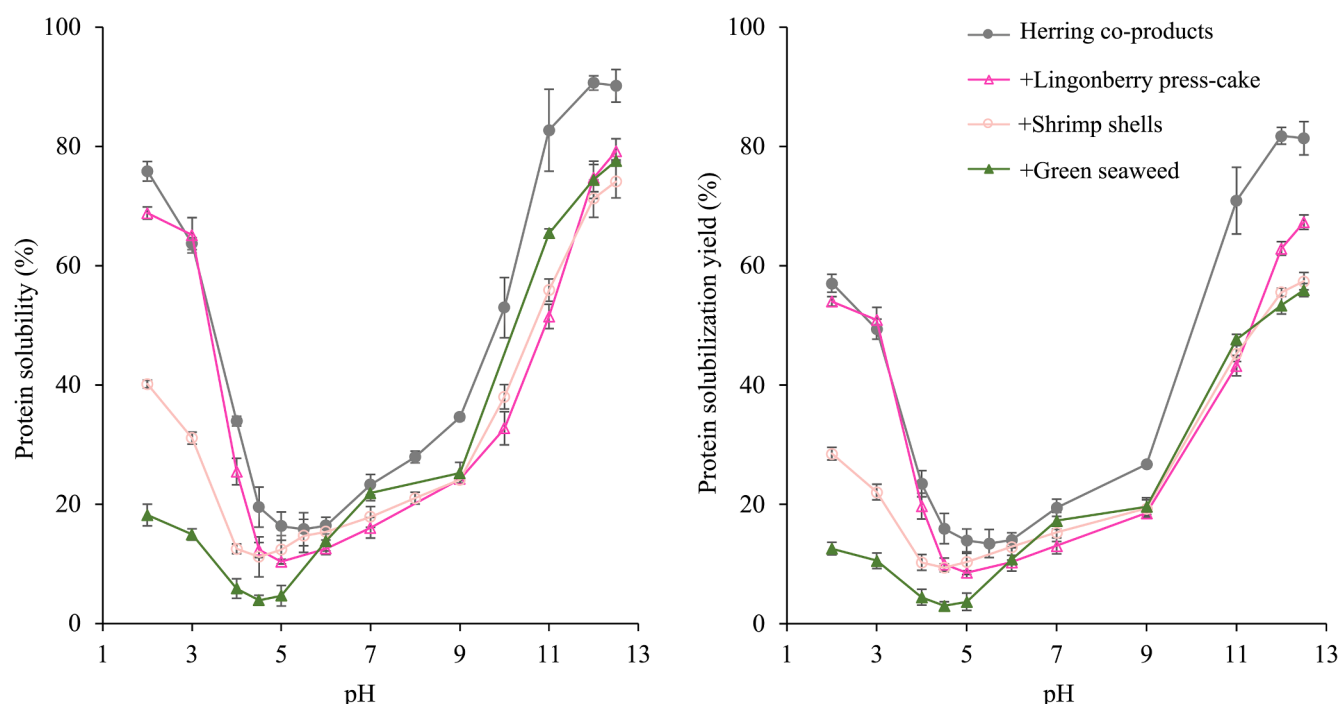 Protein solubility (%)
100
80
60
40
20
0
1 3 5 7 9 11 13
pH
Protein solubilization yield (%)
100
80
60
40
20
0
1 3 5 7 9 11 13
pH
Herring co-products
+Lingonberry press-cake
+Shrimp shells
+Green seaweed